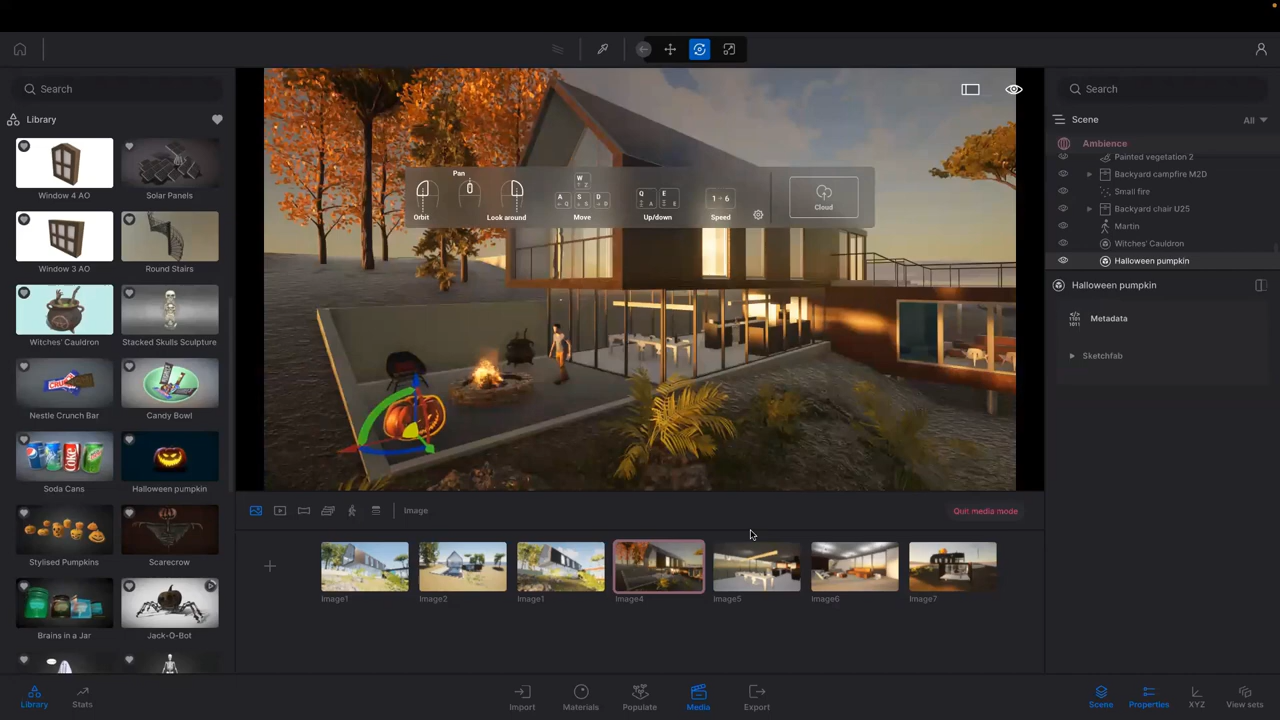 Search
Library
Window 4 AO
Solar Panels
Window 3 AO
Round Stairs
Witches' Cauldron
Stacked Skulls Sculpture
Nestle Crunch Bar
Candy Bowl
Soda Cans
Halloween pumpkin
Stylised Pumpkins
Scarecrow
Brains in a Jar
Jack-O-Bot
Pan
Orbit
Look around
W
A S D
Move
Q E
Up/down
1 - 6
Speed
Cloud
Image
Quit media mode
Image1
Image2
Image1
Image4
Image5
Image6
Image7
Search
Scene
All
Ambience
Painted vegetation 2
Backyard campfire M2D
Small fire
Backyard chair U25
Martin
Witches' Cauldron
Halloween pumpkin
Halloween pumpkin
Metadata
Sketchfab
Library
Stats
Import
Materials
Populate
Media
Export
Scene
Properties
XYZ
View sets